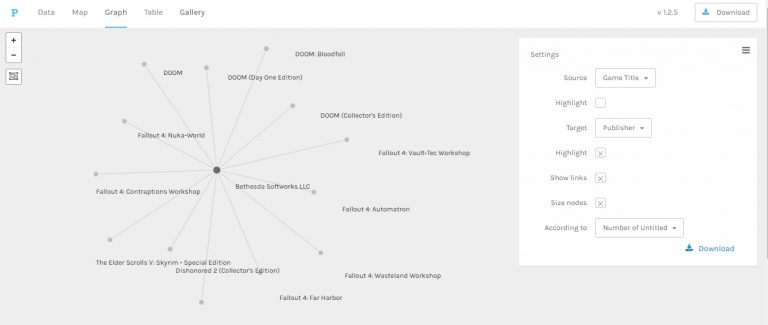 P Data Map Graph Table Gallery v 1.2.5 Download
+
−
DOOM: Bloodfall
DOOM
DOOM (Day One Edition)
DOOM (Collector's Edition)
Fallout 4: Nuka-World
Fallout 4: Vault-Tec Workshop
Fallout 4: Contraptions Workshop
Bethesda Softworks LLC
Fallout 4: Automatron
The Elder Scrolls V: Skyrim - Special Edition
Dishonored 2 (Collector's Edition)
Fallout 4: Wasteland Workshop
Fallout 4: Far Harbor
Settings
Source Game Title
Highlight
Target Publisher
Highlight
Show links
Size nodes
According to Number of Untitled
Download